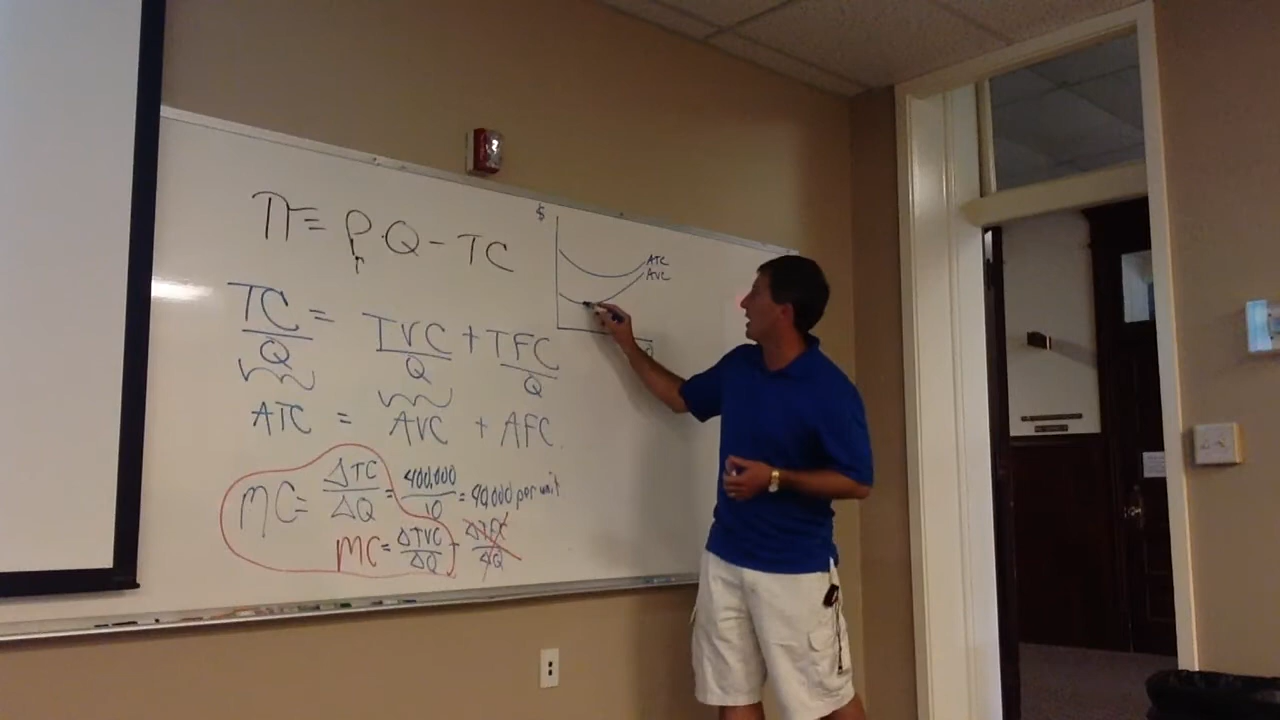 π = P·Q - TC
TC/Q = TVC/Q + TFC/Q
ATC = AVC + AFC
MC = ΔTC/ΔQ = 400,000/10 = 40,000 per unit
MC = ΔTVC/ΔQ + ΔTFC/ΔQ
$
ATC
AVC
Q